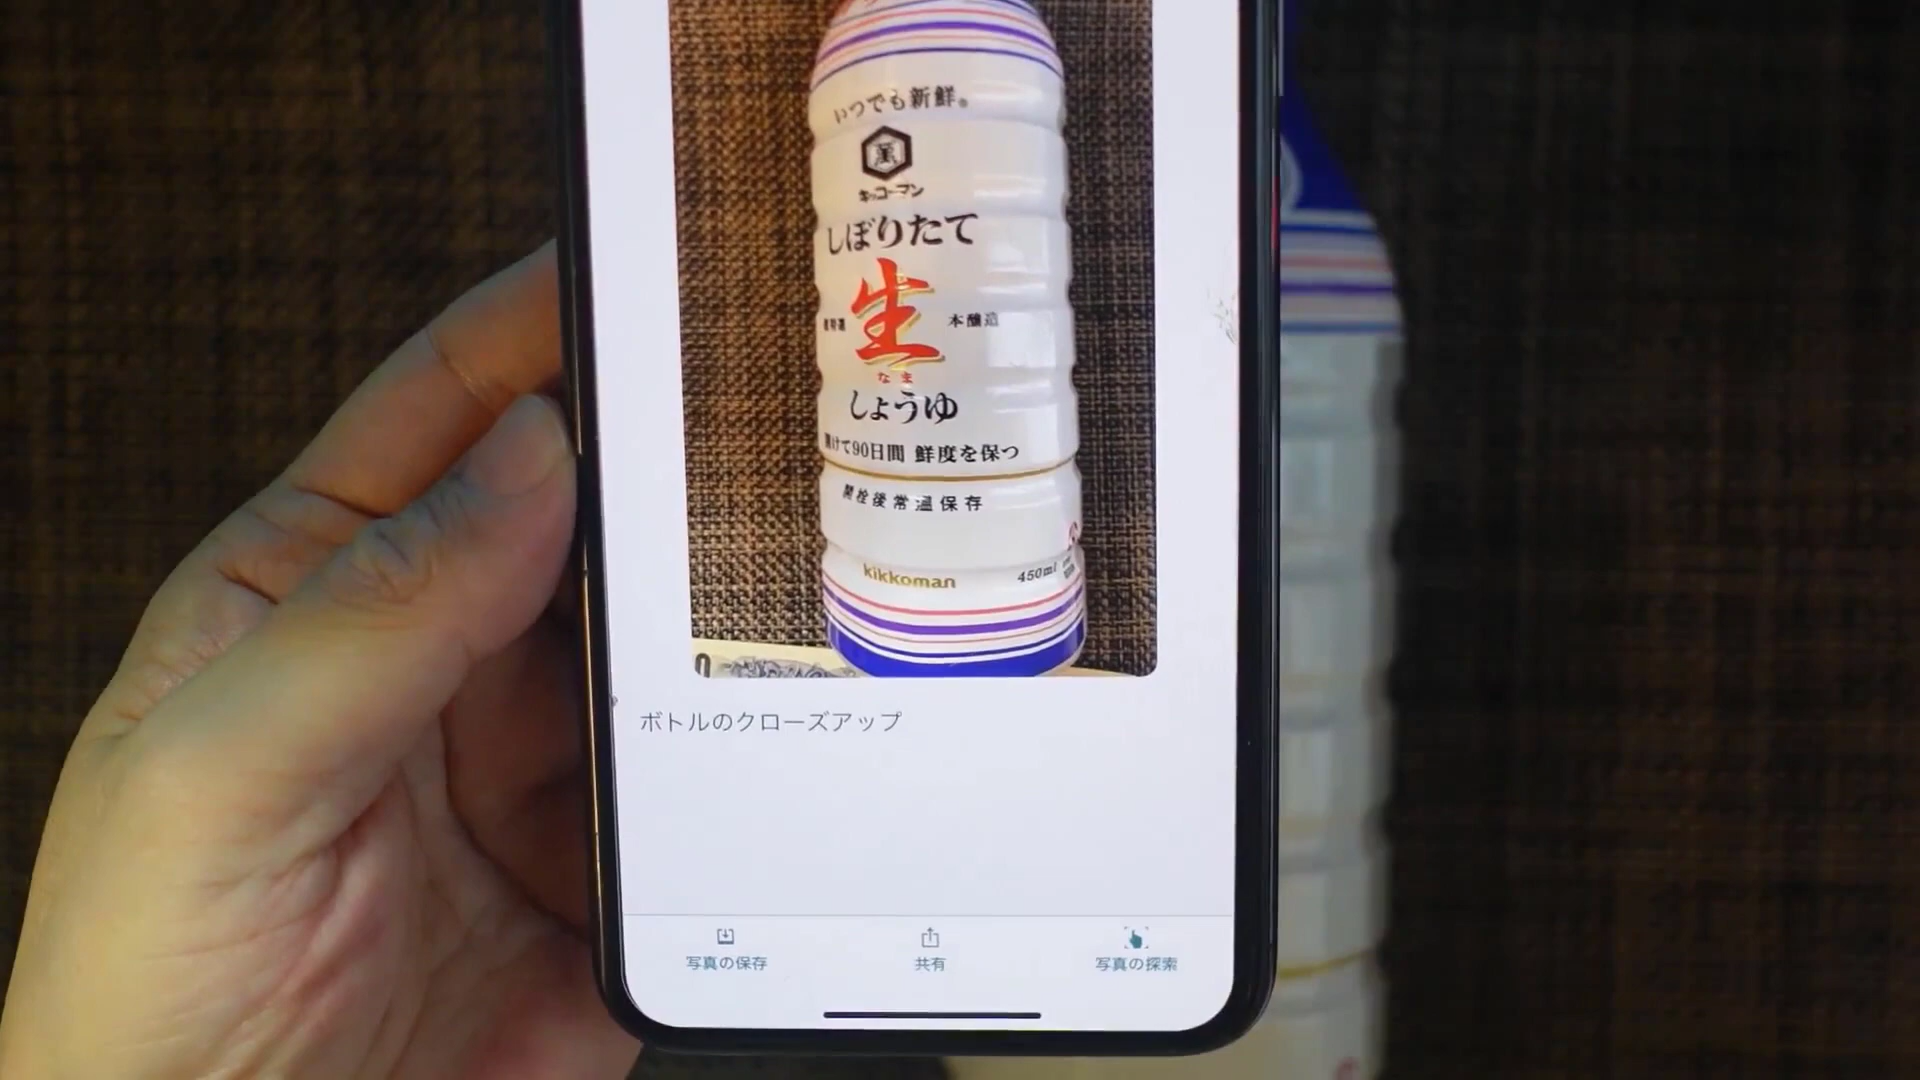 いつでも新鮮。
萬
キッコーマン
しぼりたて
生
本醸造
なま
しょうゆ
けて90日間 鮮度を保つ
開栓後常温保存
kikkoman
450ml
ボトルのクローズアップ
写真の保存
共有
写真の探索